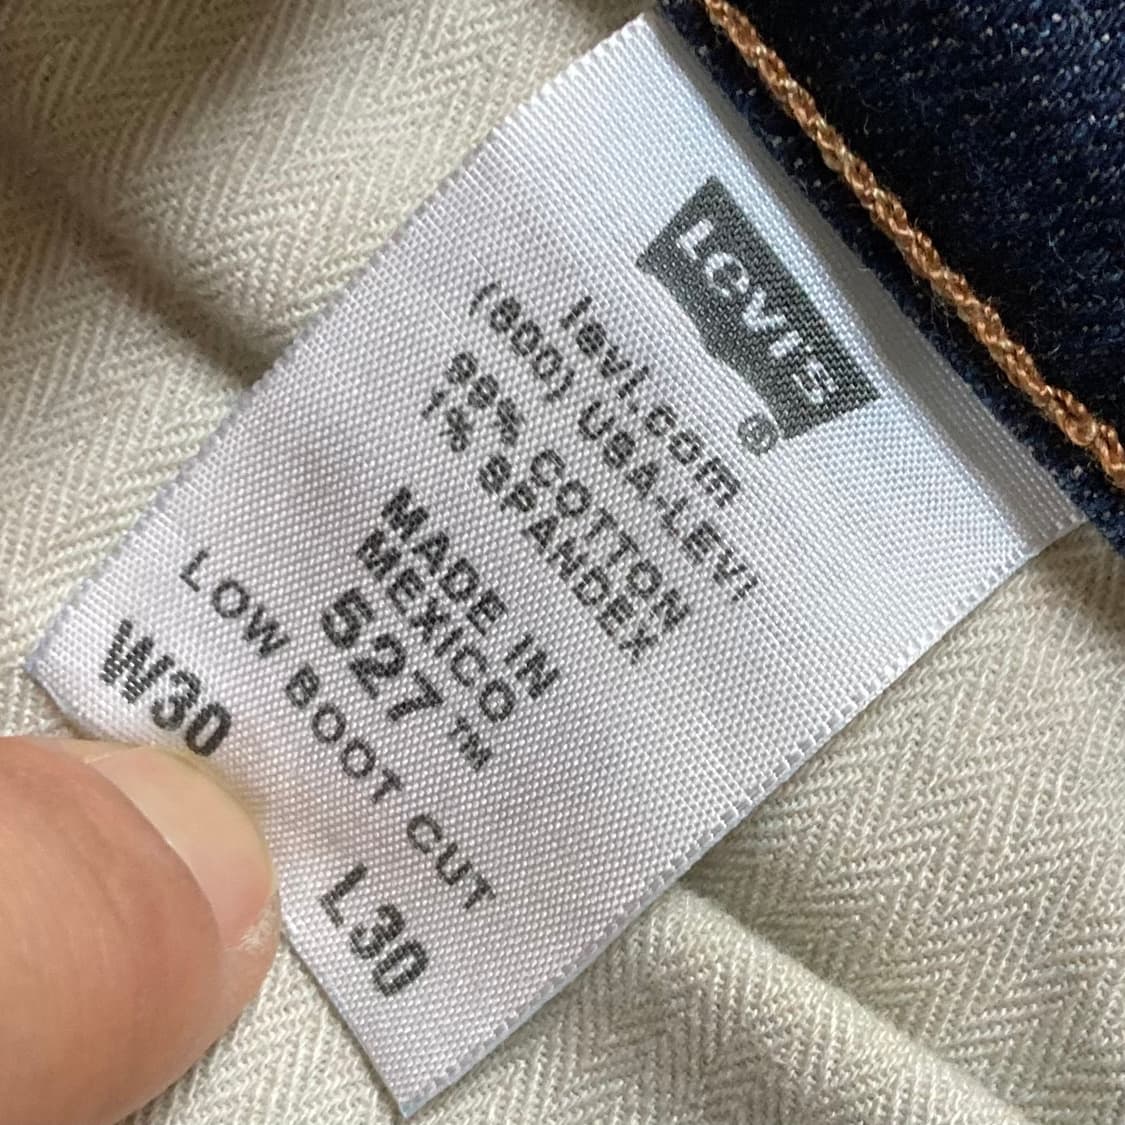 LEVI'S ®
levi.com
(800) USA-LEVI
99% COTTON
1% SPANDEX
MADE IN
MEXICO
527™
LOW BOOT CUT
W30 L30